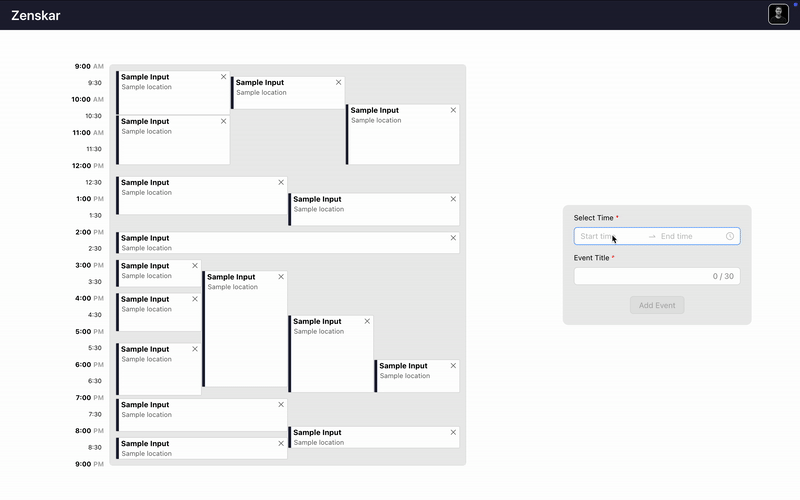 Zenskar
9:00 AM
9:30
10:00 AM
10:30
11:00 AM
11:30
12:00 PM
12:30
1:00 PM
1:30
2:00 PM
2:30
3:00 PM
3:30
4:00 PM
4:30
5:00 PM
5:30
6:00 PM
6:30
7:00 PM
7:30
8:00 PM
8:30
9:00 PM
Sample Input
Sample location
Sample Input
Sample location
Sample Input
Sample location
Sample Input
Sample location
Sample Input
Sample location
Sample Input
Sample location
Sample Input
Sample location
Sample Input
Sample location
Sample Input
Sample location
Sample Input
Sample location
Sample Input
Sample location
Sample Input
Sample location
Sample Input
Sample location
Sample Input
Sample location
Sample Input
Sample location
Sample Input
Sample location
Select Time *
Start time → End time
Event Title *
0 / 30
Add Event